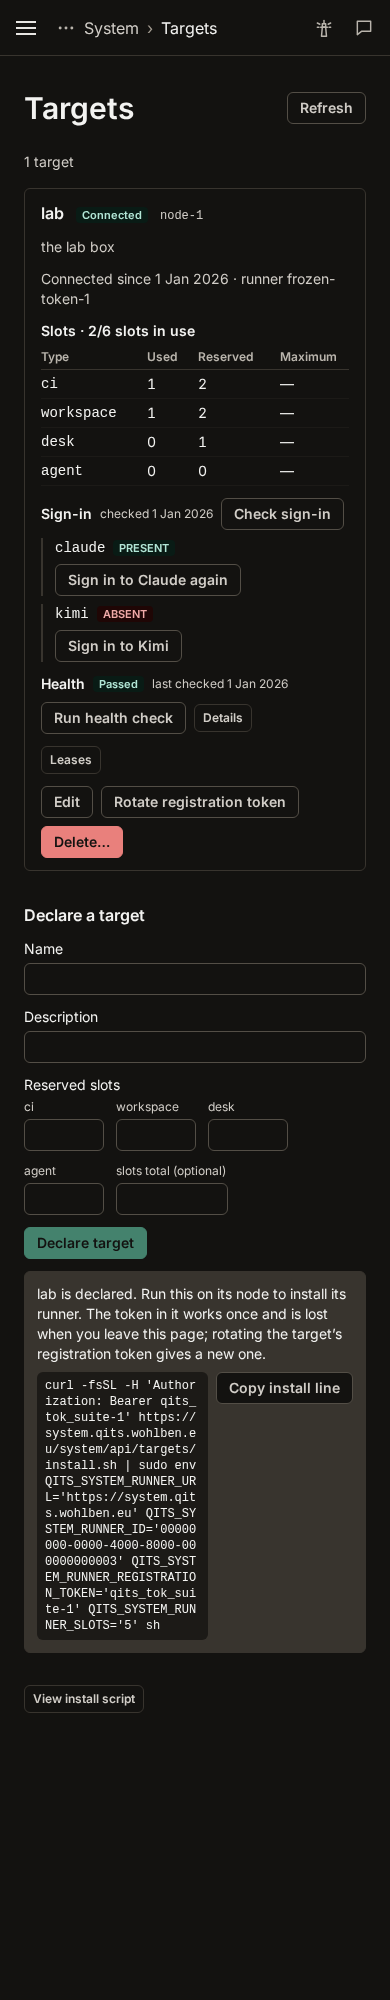 ··· System › Targets
Targets
Refresh
1 target
lab Connected node-1
the lab box
Connected since 1 Jan 2026 · runner frozen-
token-1
Slots · 2/6 slots in use
Type Used Reserved Maximum
ci 1 2 —
workspace 1 2 —
desk 0 1 —
agent 0 0 —
Sign-in checked 1 Jan 2026 Check sign-in
claude PRESENT
Sign in to Claude again
kimi ABSENT
Sign in to Kimi
Health Passed last checked 1 Jan 2026
Run health check Details
Leases
Edit Rotate registration token
Delete…
Declare a target
Name
Description
Reserved slots
ci workspace desk
agent slots total (optional)
Declare target
lab is declared. Run this on its node to install its
runner. The token in it works once and is lost
when you leave this page; rotating the target’s
registration token gives a new one.
curl -fsSL -H 'Author
ization: Bearer qits_
tok_suite-1' https://
system.qits.wohlben.e
u/system/api/targets/
install.sh | sudo env
QITS_SYSTEM_RUNNER_UR
L='https://system.qit
s.wohlben.eu' QITS_SY
STEM_RUNNER_ID='00000
000-0000-4000-8000-00
0000000003' QITS_SYST
EM_RUNNER_REGISTRATIO
N_TOKEN='qits_tok_sui
te-1' QITS_SYSTEM_RUN
NER_SLOTS='5' sh
Copy install line
View install script